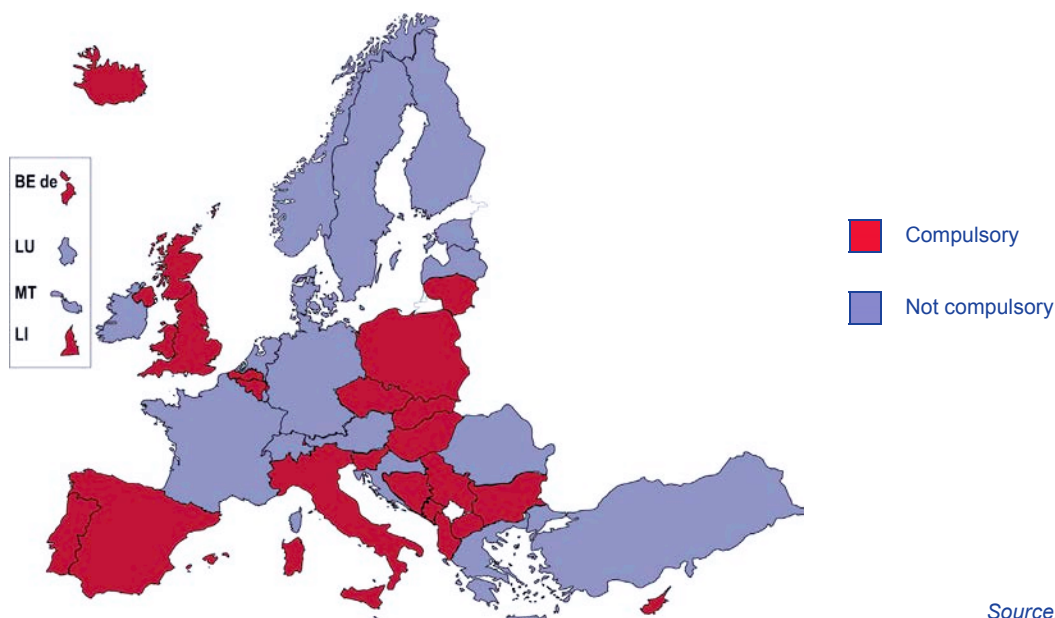 BE de
LU
MT
LI
Compulsory
Not compulsory
Source